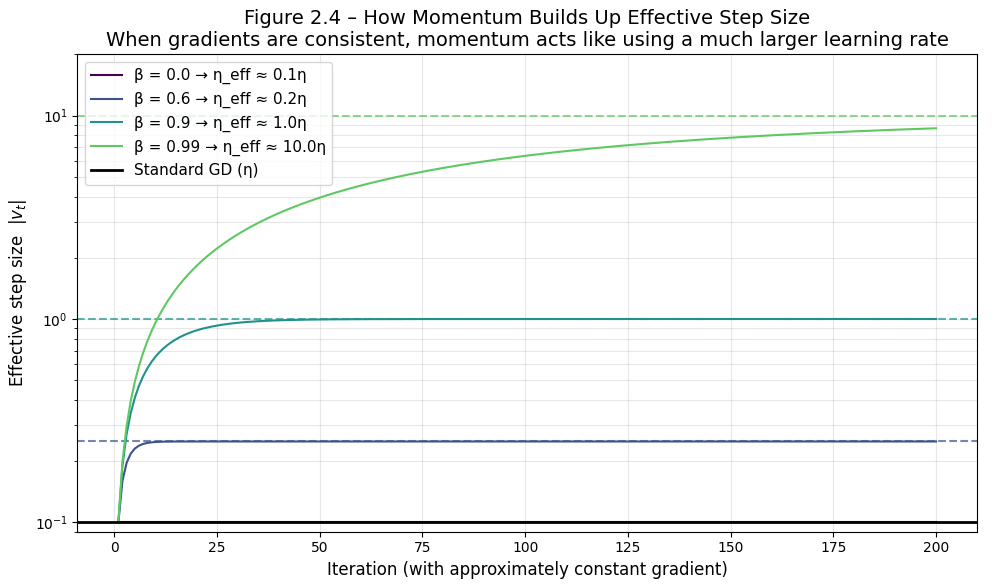 Figure 2.4 – How Momentum Builds Up Effective Step Size
When gradients are consistent, momentum acts like using a much larger learning rate
β = 0.0 → η_eff ≈ 0.1η
β = 0.6 → η_eff ≈ 0.2η
β = 0.9 → η_eff ≈ 1.0η
β = 0.99 → η_eff ≈ 10.0η
Standard GD (η)
Effective step size |vₜ|
10¹
10⁰
10⁻¹
0 25 50 75 100 125 150 175 200
Iteration (with approximately constant gradient)